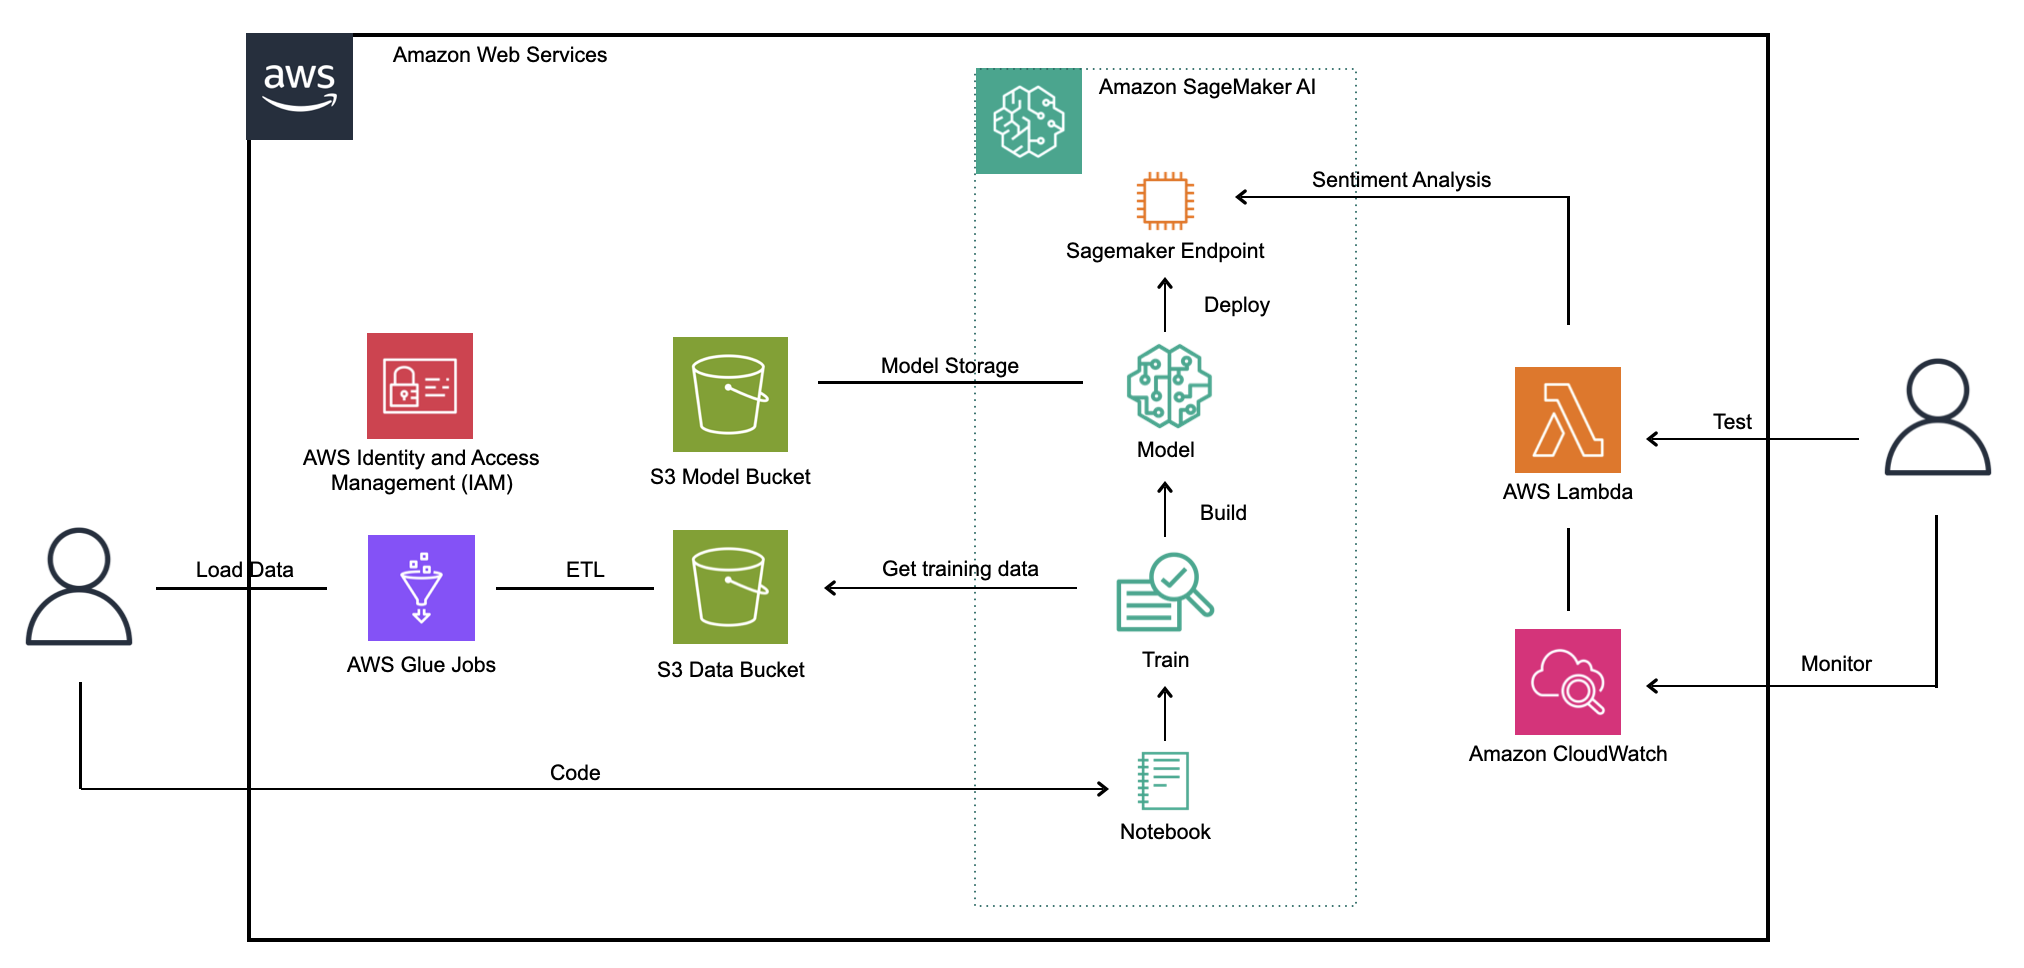 aws
Amazon Web Services
Amazon SageMaker AI
Sentiment Analysis
Sagemaker Endpoint
Deploy
Model Storage
Model
S3 Model Bucket
AWS Identity and Access
Management (IAM)
Test
AWS Lambda
Build
Load Data
ETL
Get training data
AWS Glue Jobs
S3 Data Bucket
Train
Monitor
Amazon CloudWatch
Code
Notebook